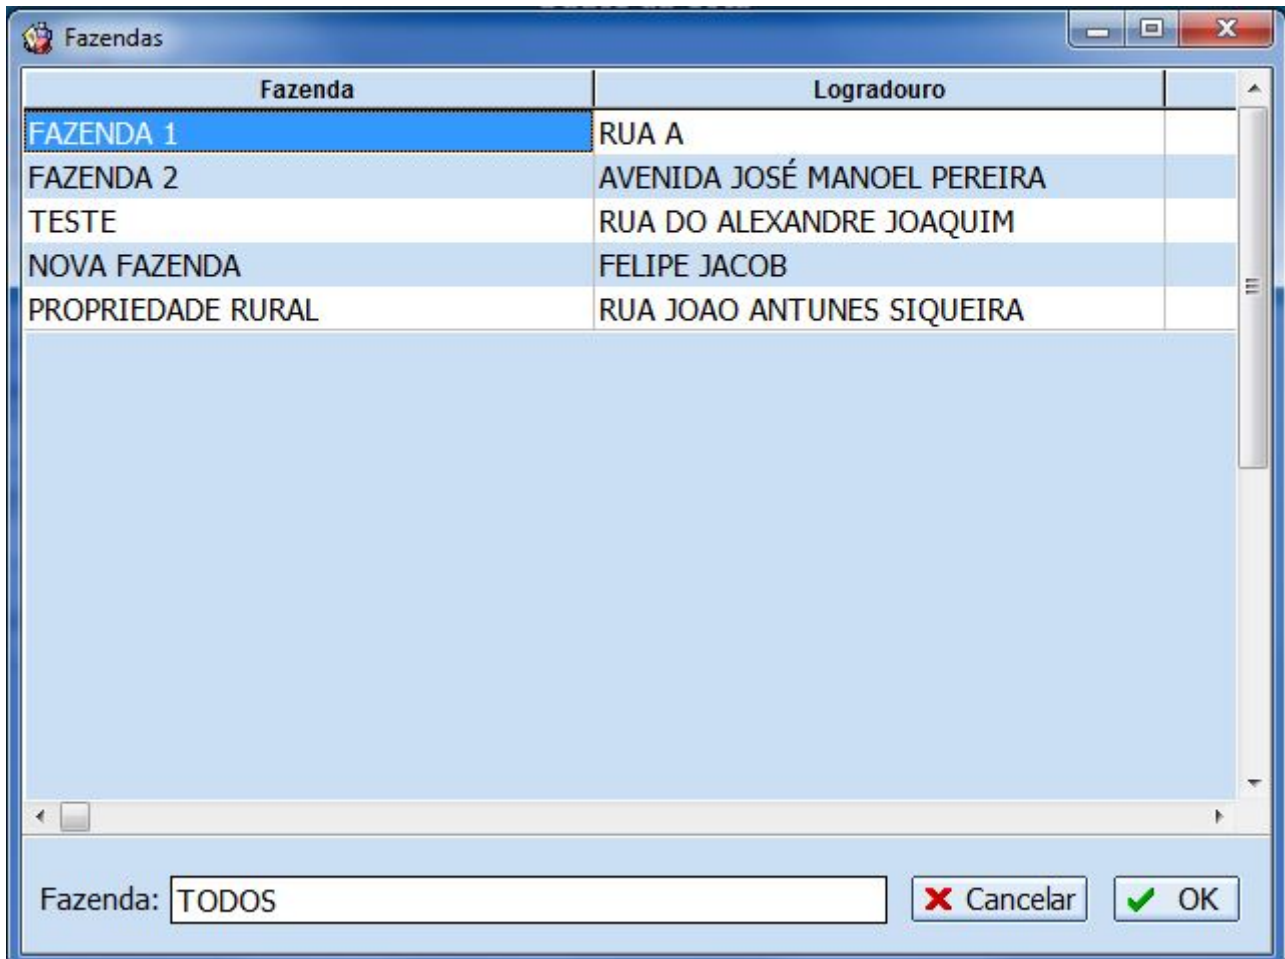 Fazendas
Fazenda Logradouro
FAZENDA 1 RUA A
FAZENDA 2 AVENIDA JOSÉ MANOEL PEREIRA
TESTE RUA DO ALEXANDRE JOAQUIM
NOVA FAZENDA FELIPE JACOB
PROPRIEDADE RURAL RUA JOAO ANTUNES SIQUEIRA
Fazenda: TODOS Cancelar OK